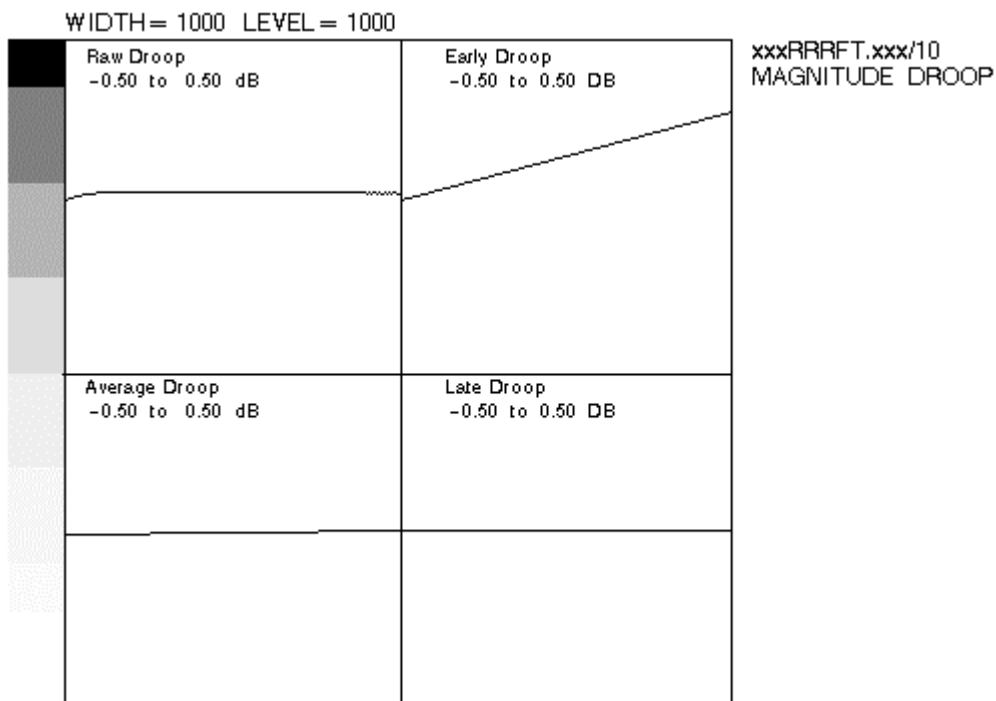 WIDTH= 1000 LEVEL= 1000
Raw Droop
-0.50 to 0.50 dB
Early Droop
-0.50 to 0.50 DB
xxxRRRFT.xxx/10
MAGNITUDE DROOP
Average Droop
-0.50 to 0.50 dB
Late Droop
-0.50 to 0.50 DB